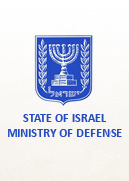 STATE OF ISRAEL
MINISTRY OF DEFENSE